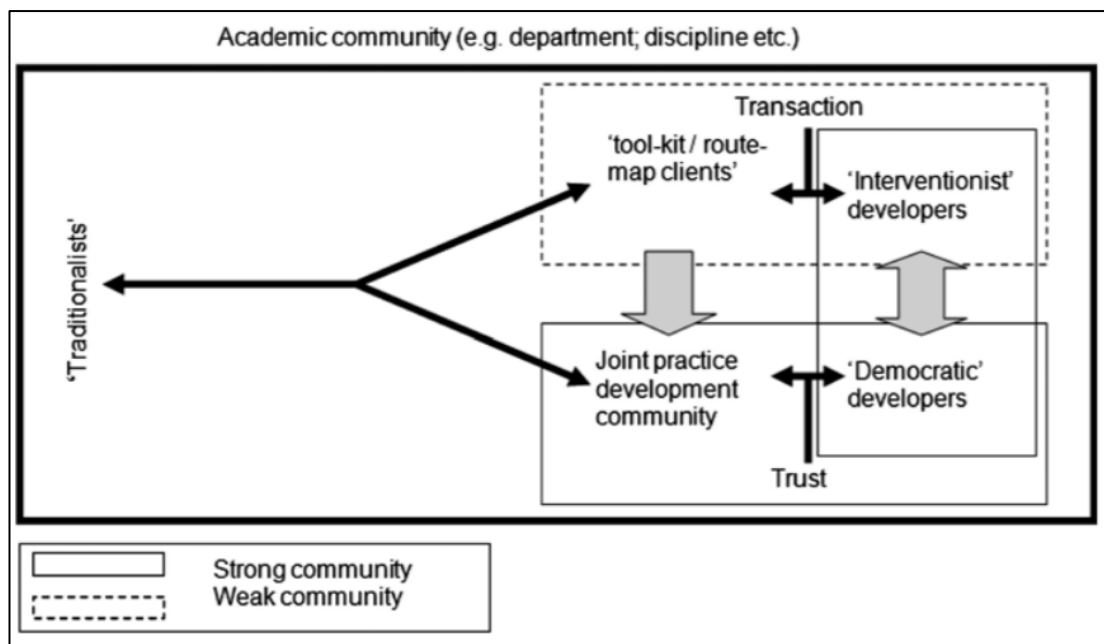 Academic community (e.g. department; discipline etc.)
Transaction
‘tool-kit / route-
map clients’
‘Interventionist’
developers
‘Traditionalists’
Joint practice
development
community
‘Democratic’
developers
Trust
Strong community
Weak community